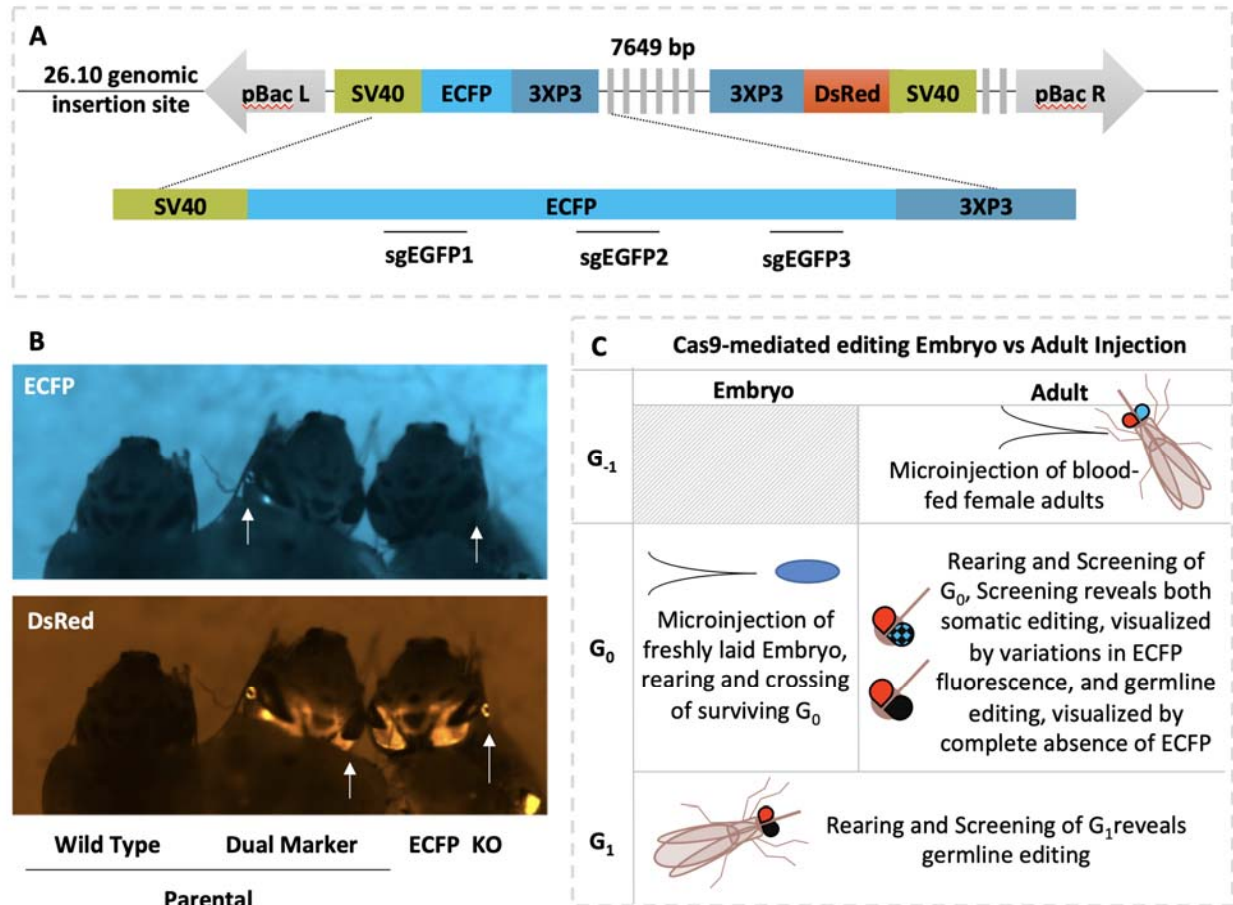 A
7649 bp
26.10 genomic
insertion site
pBac L
SV40
ECFP
3XP3
3XP3
DsRed
SV40
pBac R
SV40
ECFP
3XP3
sgEGFP1
sgEGFP2
sgEGFP3
B
ECFP
DsRed
Wild Type
Dual Marker
ECFP KO
Parental
C
Cas9-mediated editing Embryo vs Adult Injection
Embryo
Adult
G-1
Microinjection of blood-
fed female adults
G0
Microinjection of
freshly laid Embryo,
rearing and crossing
of surviving G0
Rearing and Screening of
G0, Screening reveals both
somatic editing, visualized
by variations in ECFP
fluorescence, and germline
editing, visualized by
complete absence of ECFP
G1
Rearing and Screening of G1reveals
germline editing